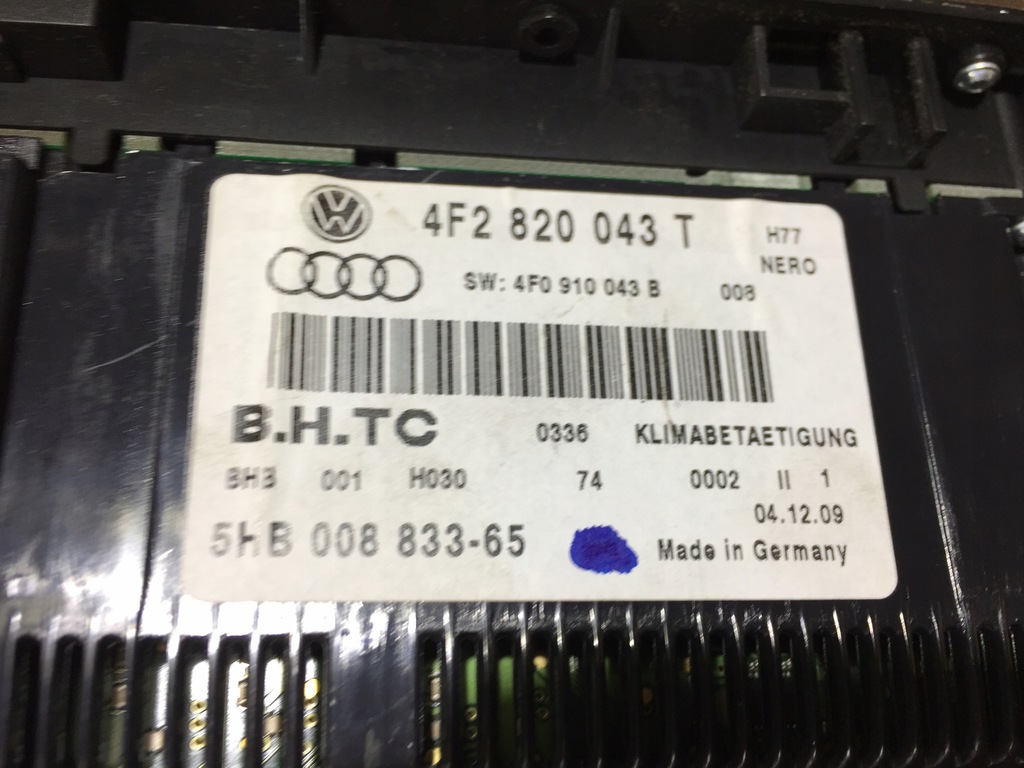 4F2 820 043 T
H77
NERO
SW: 4F0 910 043 B 008
B.H.TC 0336 KLIMABETAETIGUNG
BHB 001 H030 74 0002 II 1
04.12.09
5HB 008 833-65 Made in Germany